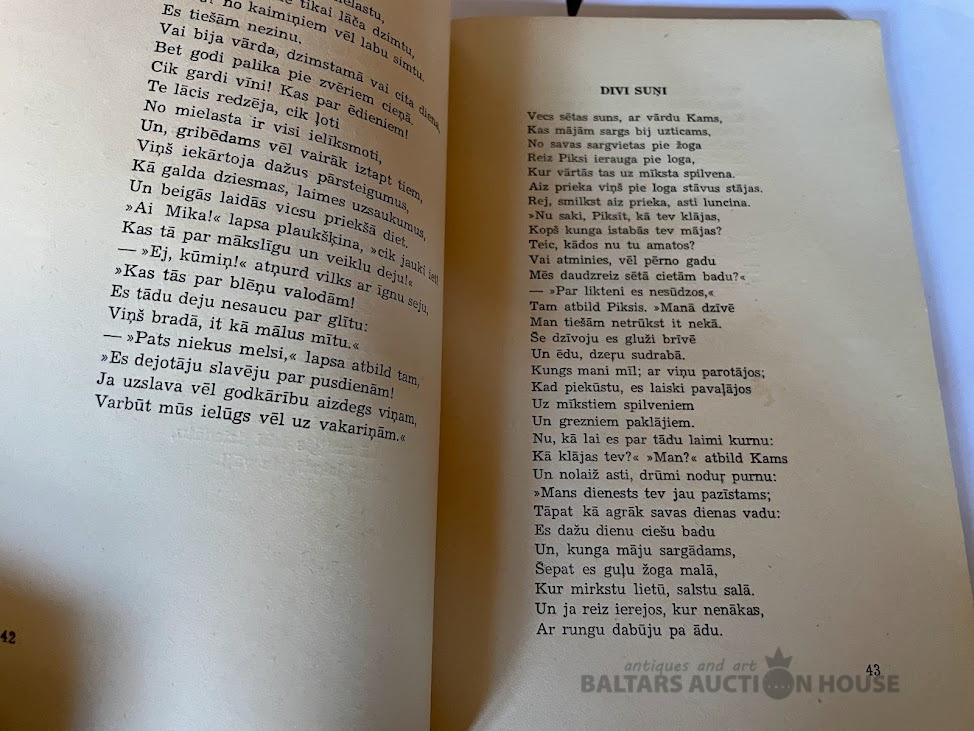 mielastu,
tikai lāča dzimtu,
no kaimiņiem vēl labu simtu.
Es tiešām nezinu,
Vai bija vārda, dzimstamā vai cita diena,
Bet godi palika pie zvēriem cieņā.
Cik gardi vīni! Kas par ēdieniem!
Te lācis redzēja, cik ļoti
No mielasta ir visi ielīksmoti,
Un, gribēdams vēl vairāk iztapt tiem,
Viņš iekārtoja dažus pārsteigumus,
Kā galda dziesmas, laimes uzsaukumus,
Un beigās laidās vicsu priekšā diet.
»Ai Mika!« lapsa plaukšķina, »cik jauki iet!
Kas tā par mākslīgu un veiklu deju!«
— »Ej, kūmiņ!« atņurd vilks ar īgnu seju,
»Kas tās par blēņu valodām!
Es tādu deju nesaucu par glītu:
Viņš bradā, it kā mālus mītu.«
— »Pats niekus melsi,« lapsa atbild tam,
»Es dejotāju slavēju par pusdienām!
Ja uzslava vēl godkārību aizdegs viņam,
Varbūt mūs ielūgs vēl uz vakariņām.«
42
DIVI SUŅI
Vecs sētas suns, ar vārdu Kams,
Kas mājām sargs bij uzticams,
No savas sargvietas pie žoga
Reiz Piksi ierauga pie loga,
Kur vārtās tas uz mīksta spilvena.
Aiz prieka viņš pie loga stāvus stājas.
Rej, smilkst aiz prieka, asti luncina.
»Nu saki, Piksīt, kā tev klājas,
Kopš kunga istabās tev mājas?
Teic, kādos nu tu amatos?
Vai atminies, vēl pērno gadu
Mēs daudzreiz sētā cietām badu?«
— »Par likteni es nesūdzos,«
Tam atbild Piksis. »Manā dzīvē
Man tiešām netrūkst it nekā.
Še dzīvoju es gluži brīvē
Un ēdu, dzeŗu sudrabā.
Kungs mani mīl; ar viņu parotājos;
Kad piekūstu, es laiski pavaļājos
Uz mīkstiem spilveniem
Un grezniem paklājiem.
Nu, kā lai es par tādu laimi kurnu:
Kā klājas tev?« »Man?« atbild Kams
Un nolaiž asti, drūmi noduŗ purnu:
»Mans dienests tev jau pazīstams;
Tāpat kā agrāk savas dienas vadu:
Es dažu dienu ciešu badu
Un, kunga māju sargādams,
Šepat es guļu žoga malā,
Kur mirkstu lietū, salstu salā.
Un ja reiz ierejos, kur nenākas,
Ar rungu dabūju pa ādu.
43
antiques and art
BALTARS AUCTION HOUSE